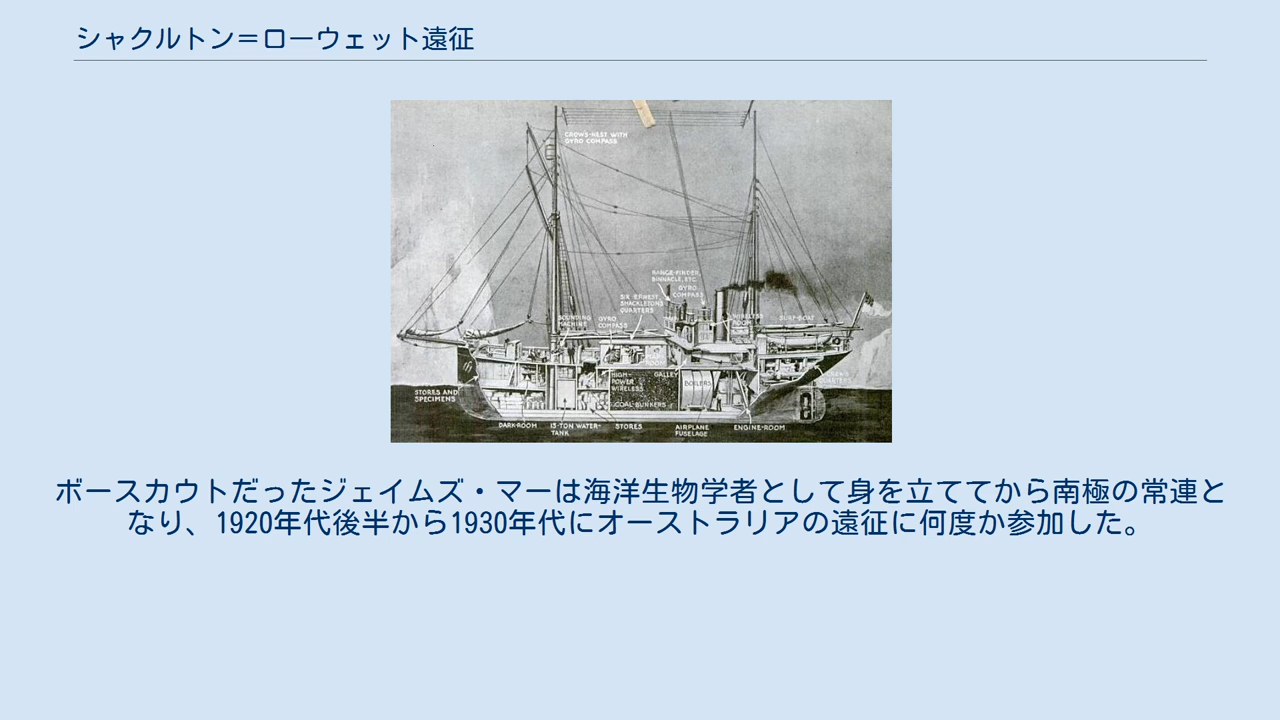 シャクルトン＝ローウェット遠征
CROW'S-NEST WITH
GYRO COMPASS
RANGE-FINDER,
BINNACLE, ETC.
GYRO
COMPASS
SIR ERNEST
SHACKLETON'S
QUARTERS
SOUNDING
MACHINE
GYRO
COMPASS
WIRELESS
ROOM
SURF-BOAT
HIGH-
POWER
WIRELESS
GALLEY
BOILERS
COAL-BUNKERS
STORES AND
SPECIMENS
DARK-ROOM
15-TON WATER-
TANK
STORES
AIRPLANE
FUSELAGE
ENGINE-ROOM
ボースカウトだったジェイムズ・マーは海洋生物学者として身を立ててから南極の常連と
なり、1920年代後半から1930年代にオーストラリアの遠征に何度か参加した。